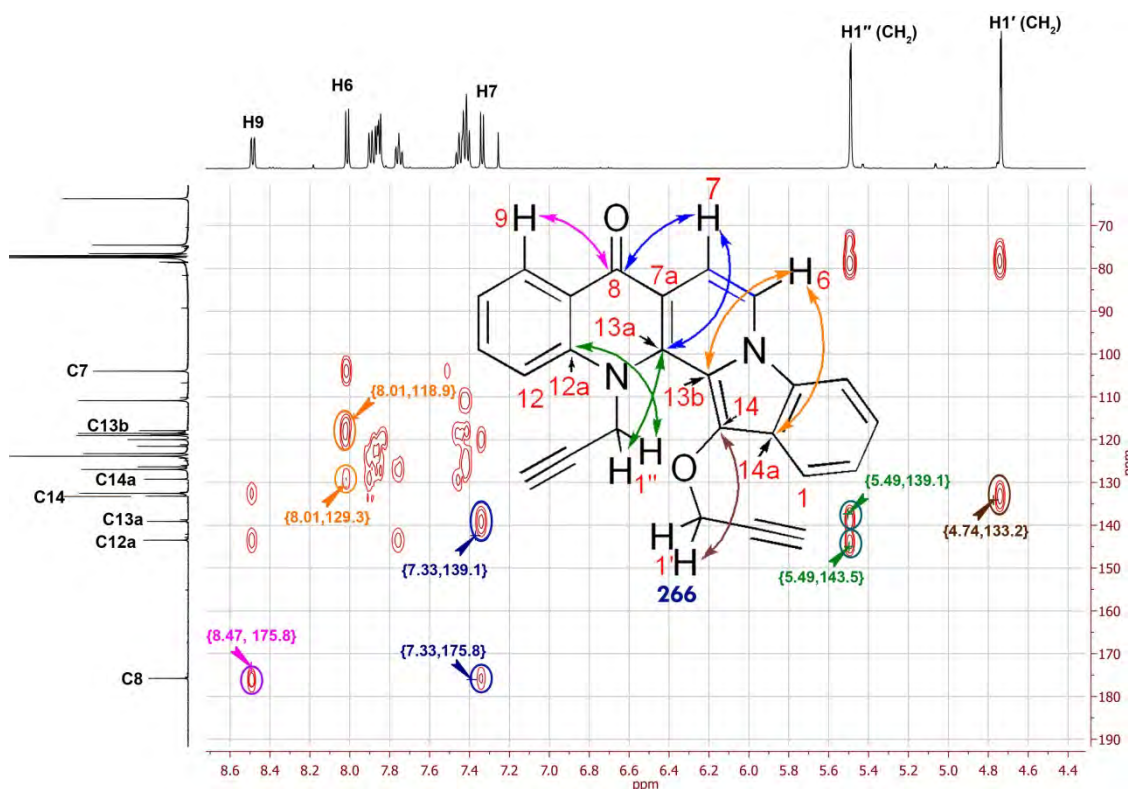 H1″ (CH₂)
H1′ (CH₂)
H6
H7
H9
7
H
9
H
O
H
6
8
7a
13a
N
12
12a
N
13b
14
14a
H
H
1″
O
1
H
1′
H
266
C7
C13b
C14a
C14
C13a
C12a
C8
{8.01,118.9}
{8.01,129.3}
{7.33,139.1}
{5.49,139.1}
{4.74,133.2}
{5.49,143.5}
{8.47, 175.8}
{7.33,175.8}
70
80
90
100
110
120
130
140
150
160
170
180
190
ppm
8.6 8.4 8.2 8.0 7.8 7.6 7.4 7.2 7.0 6.8 6.6 6.4 6.2 6.0 5.8 5.6 5.4 5.2 5.0 4.8 4.6 4.4
ppm